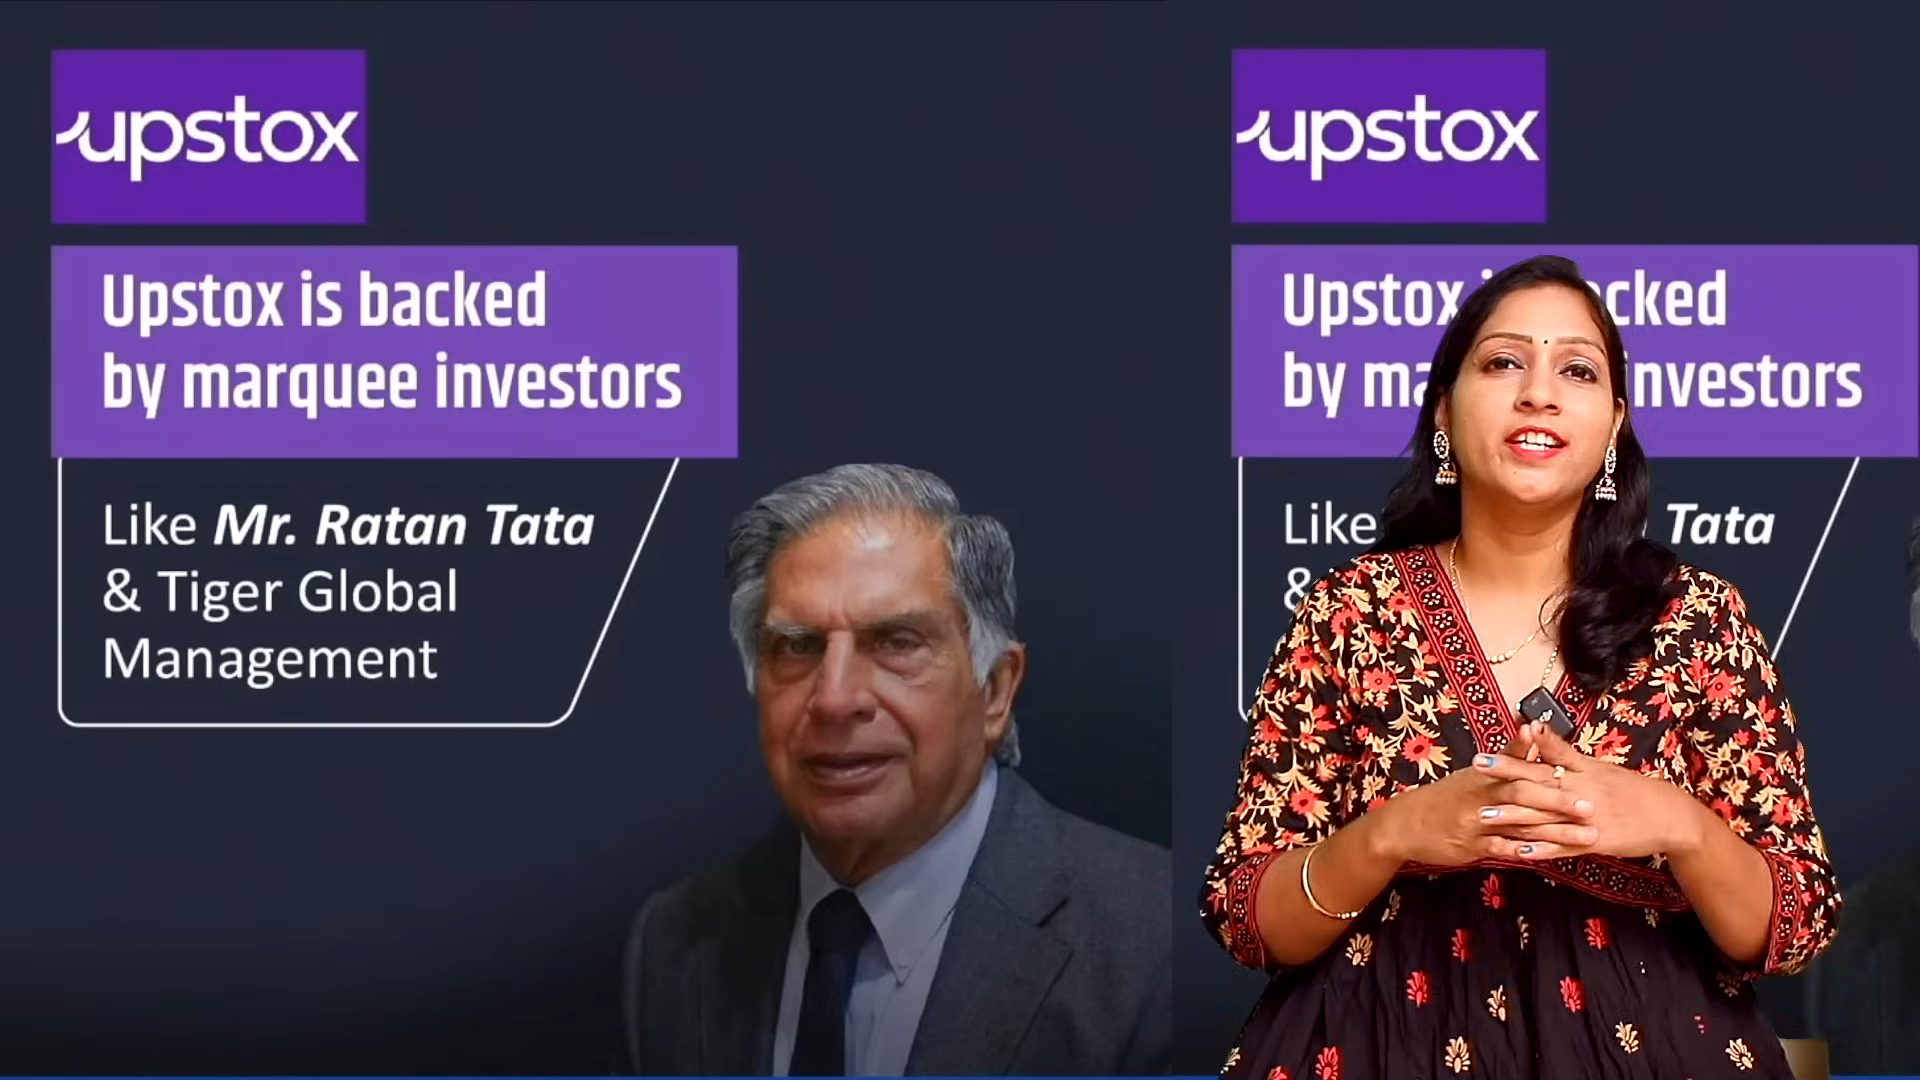 upstox
Upstox is backed
by marquee investors
Like Mr. Ratan Tata
& Tiger Global
Management
upstox
Upstox cked
by ma investors
Like Tata
&